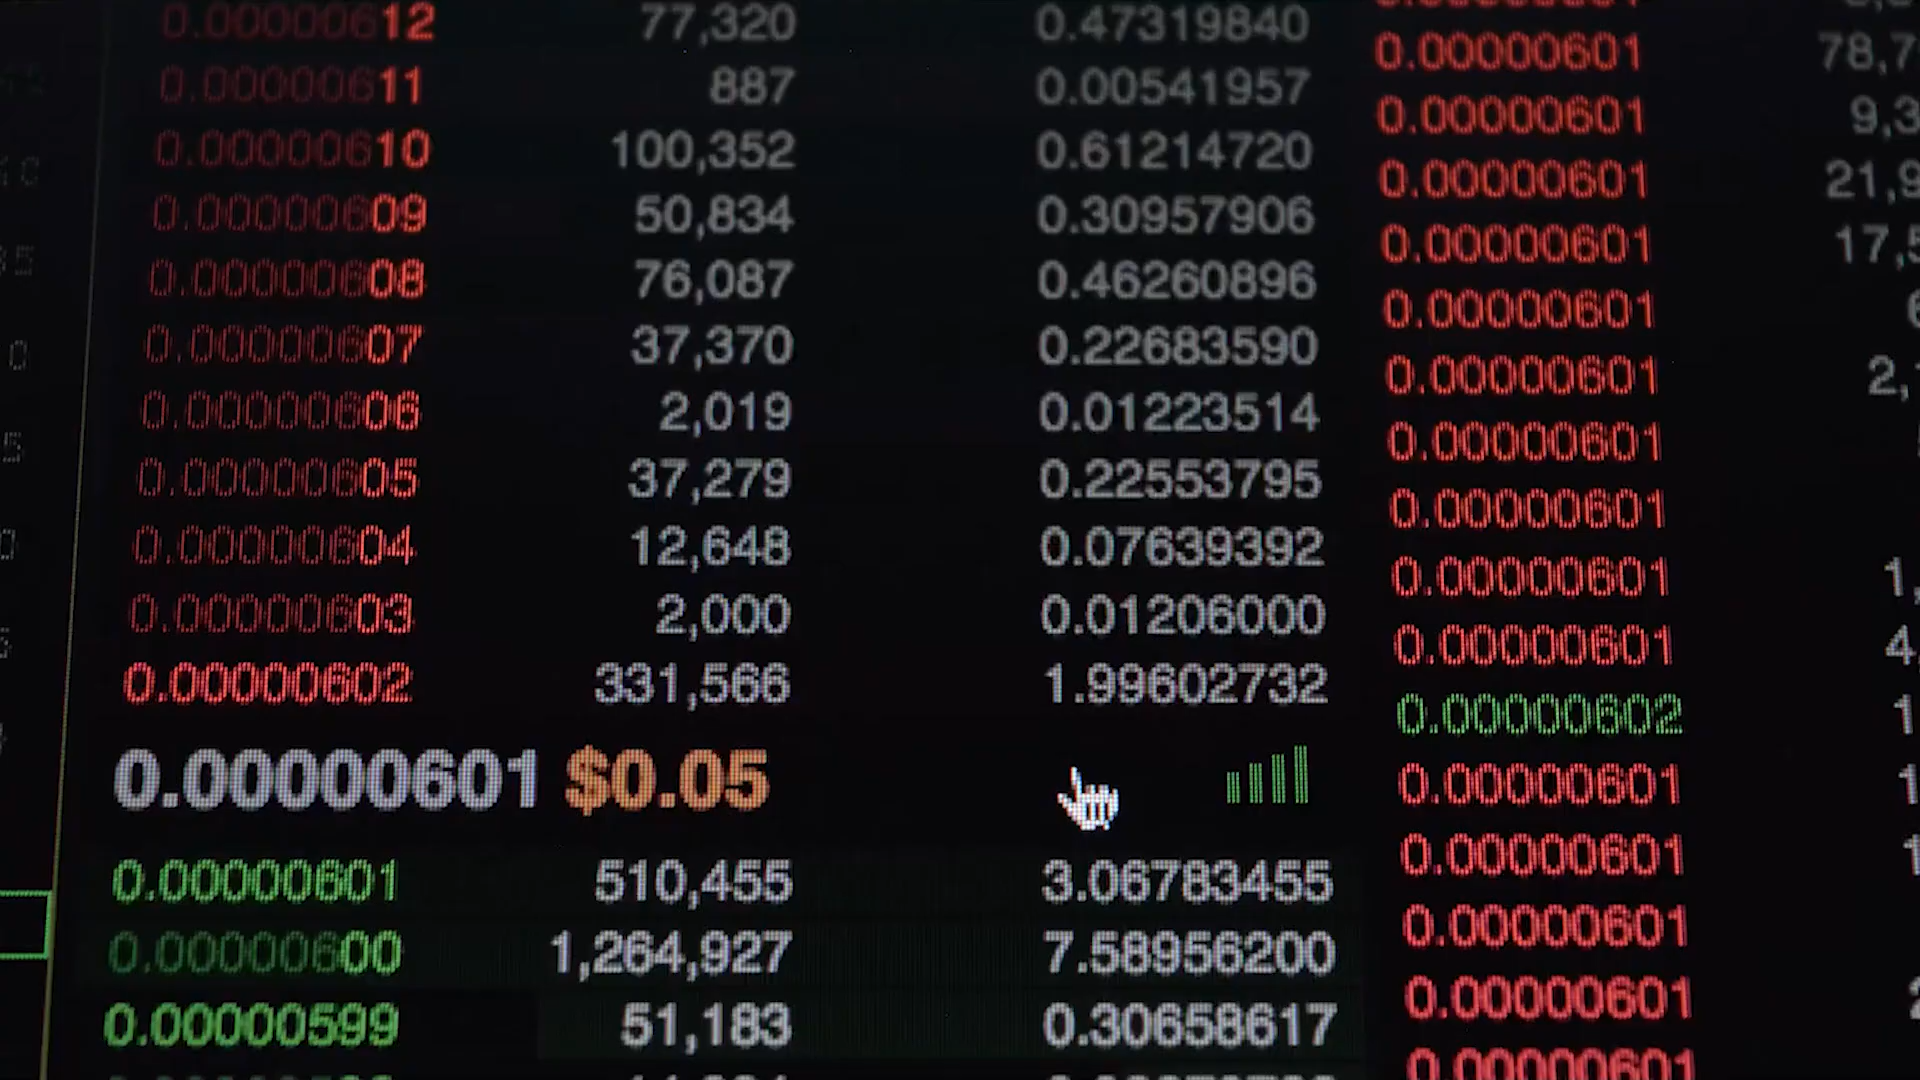 0.00000612 77,320 0.47319840
0.00000601 78,7
0.00000611 887 0.00541957
0.00000601 9,3
0.00000610 100,352 0.61214720
0.00000601 21,9
0.00000609 50,834 0.30957906
0.00000601 17,5
0.00000608 76,087 0.46260896
0.00000601 6
0.00000607 37,370 0.22683590
0.00000601 2,
0.00000606 2,019 0.01223514
0.00000601
0.00000605 37,279 0.22553795
0.00000601
0.00000604 12,648 0.07639392
0.00000601 1,
0.00000603 2,000 0.01206000
0.00000601 4
0.00000602 331,566 1.99602732
0.00000602 1
0.00000601 $0.05
0.00000601 1
0.00000601 510,455 3.06783455
0.00000601 1
0.00000600 1,264,927 7.58956200
0.00000601
0.00000599 51,183 0.30658617
0.00000601 2
0.00000601